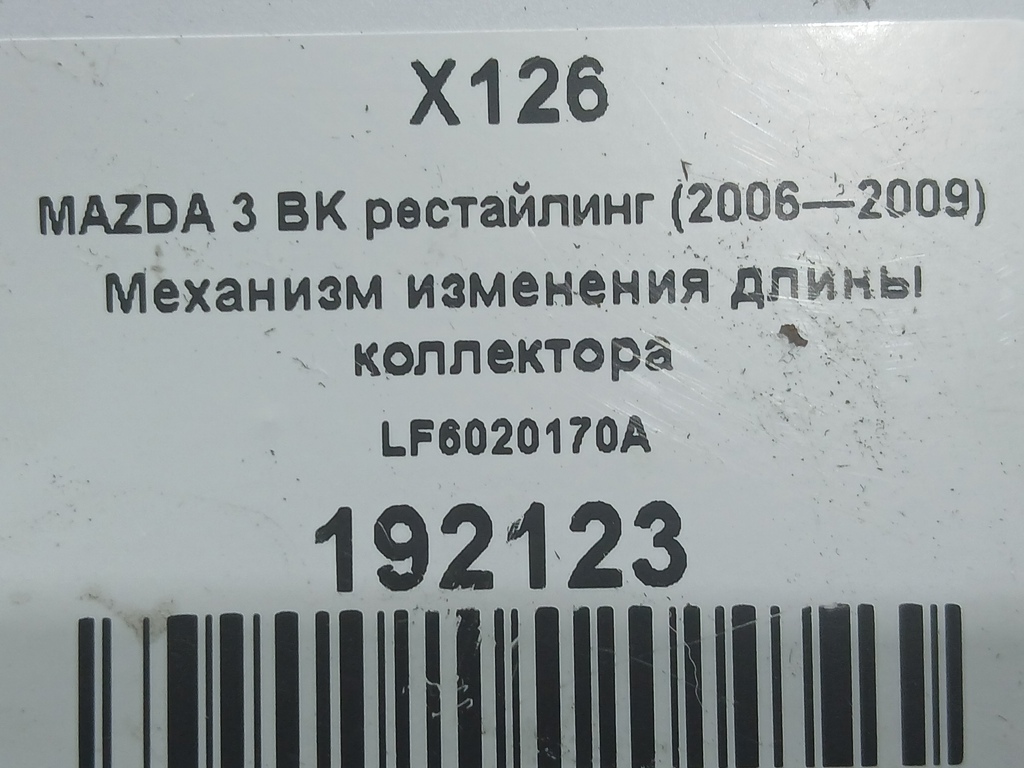 X126
MAZDA 3 BK рестайлинг (2006—2009)
Механизм изменения длины
коллектора
LF6020170A
192123